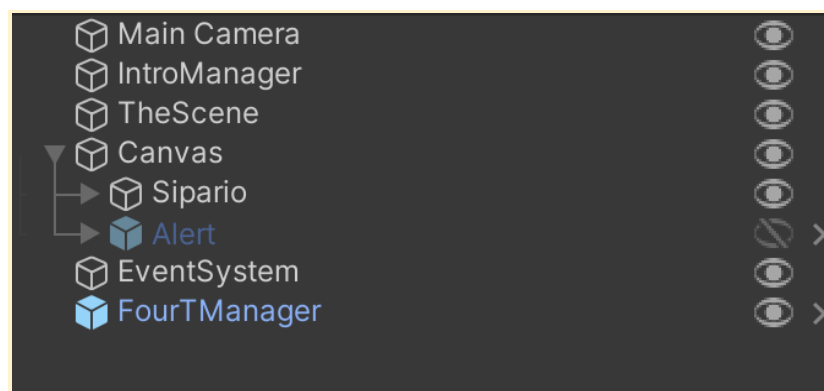 Main Camera
IntroManager
TheScene
Canvas
Sipario
Alert
EventSystem
FourTManager